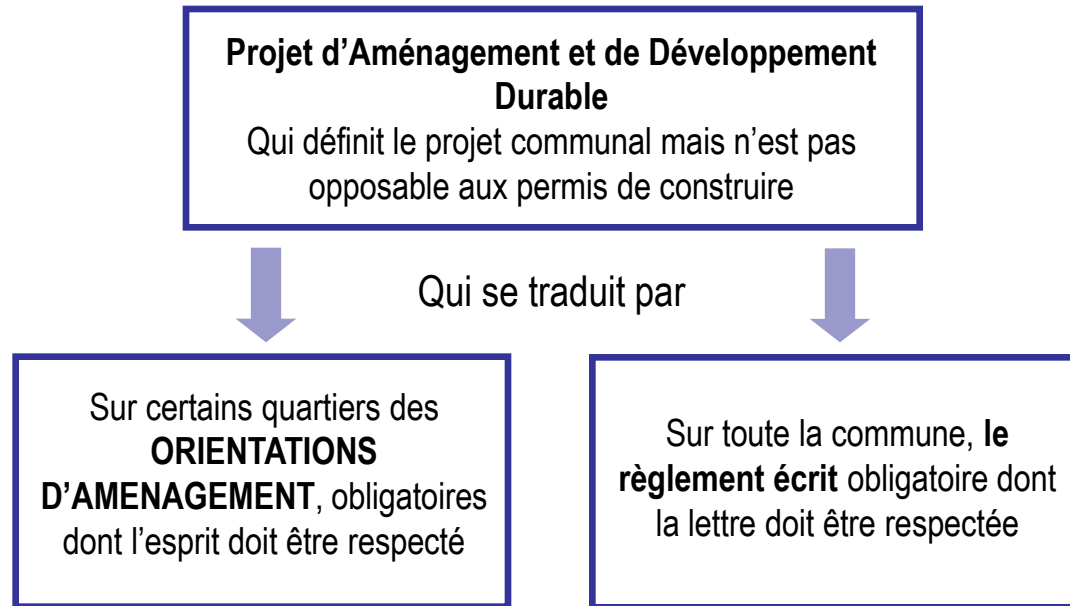 Projet d’Aménagement et de Développement
Durable
Qui définit le projet communal mais n’est pas
opposable aux permis de construire
Qui se traduit par
Sur certains quartiers des
ORIENTATIONS
D’AMENAGEMENT, obligatoires
dont l’esprit doit être respecté
Sur toute la commune, le
règlement écrit obligatoire dont
la lettre doit être respectée